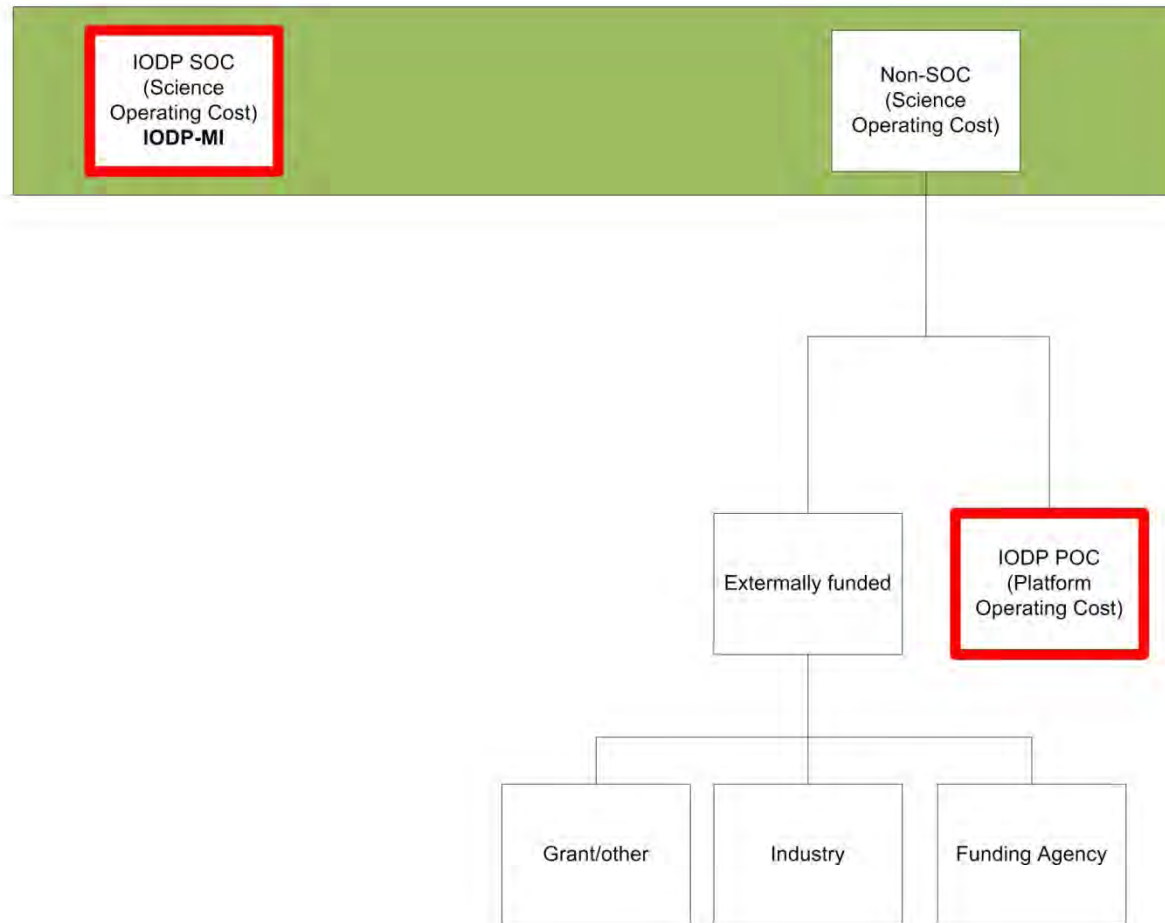 IODP SOC
(Science
Operating Cost)
IODP-MI
Non-SOC
(Science
Operating Cost)
Extermally funded
IODP POC
(Platform
Operating Cost)
Grant/other
Industry
Funding Agency